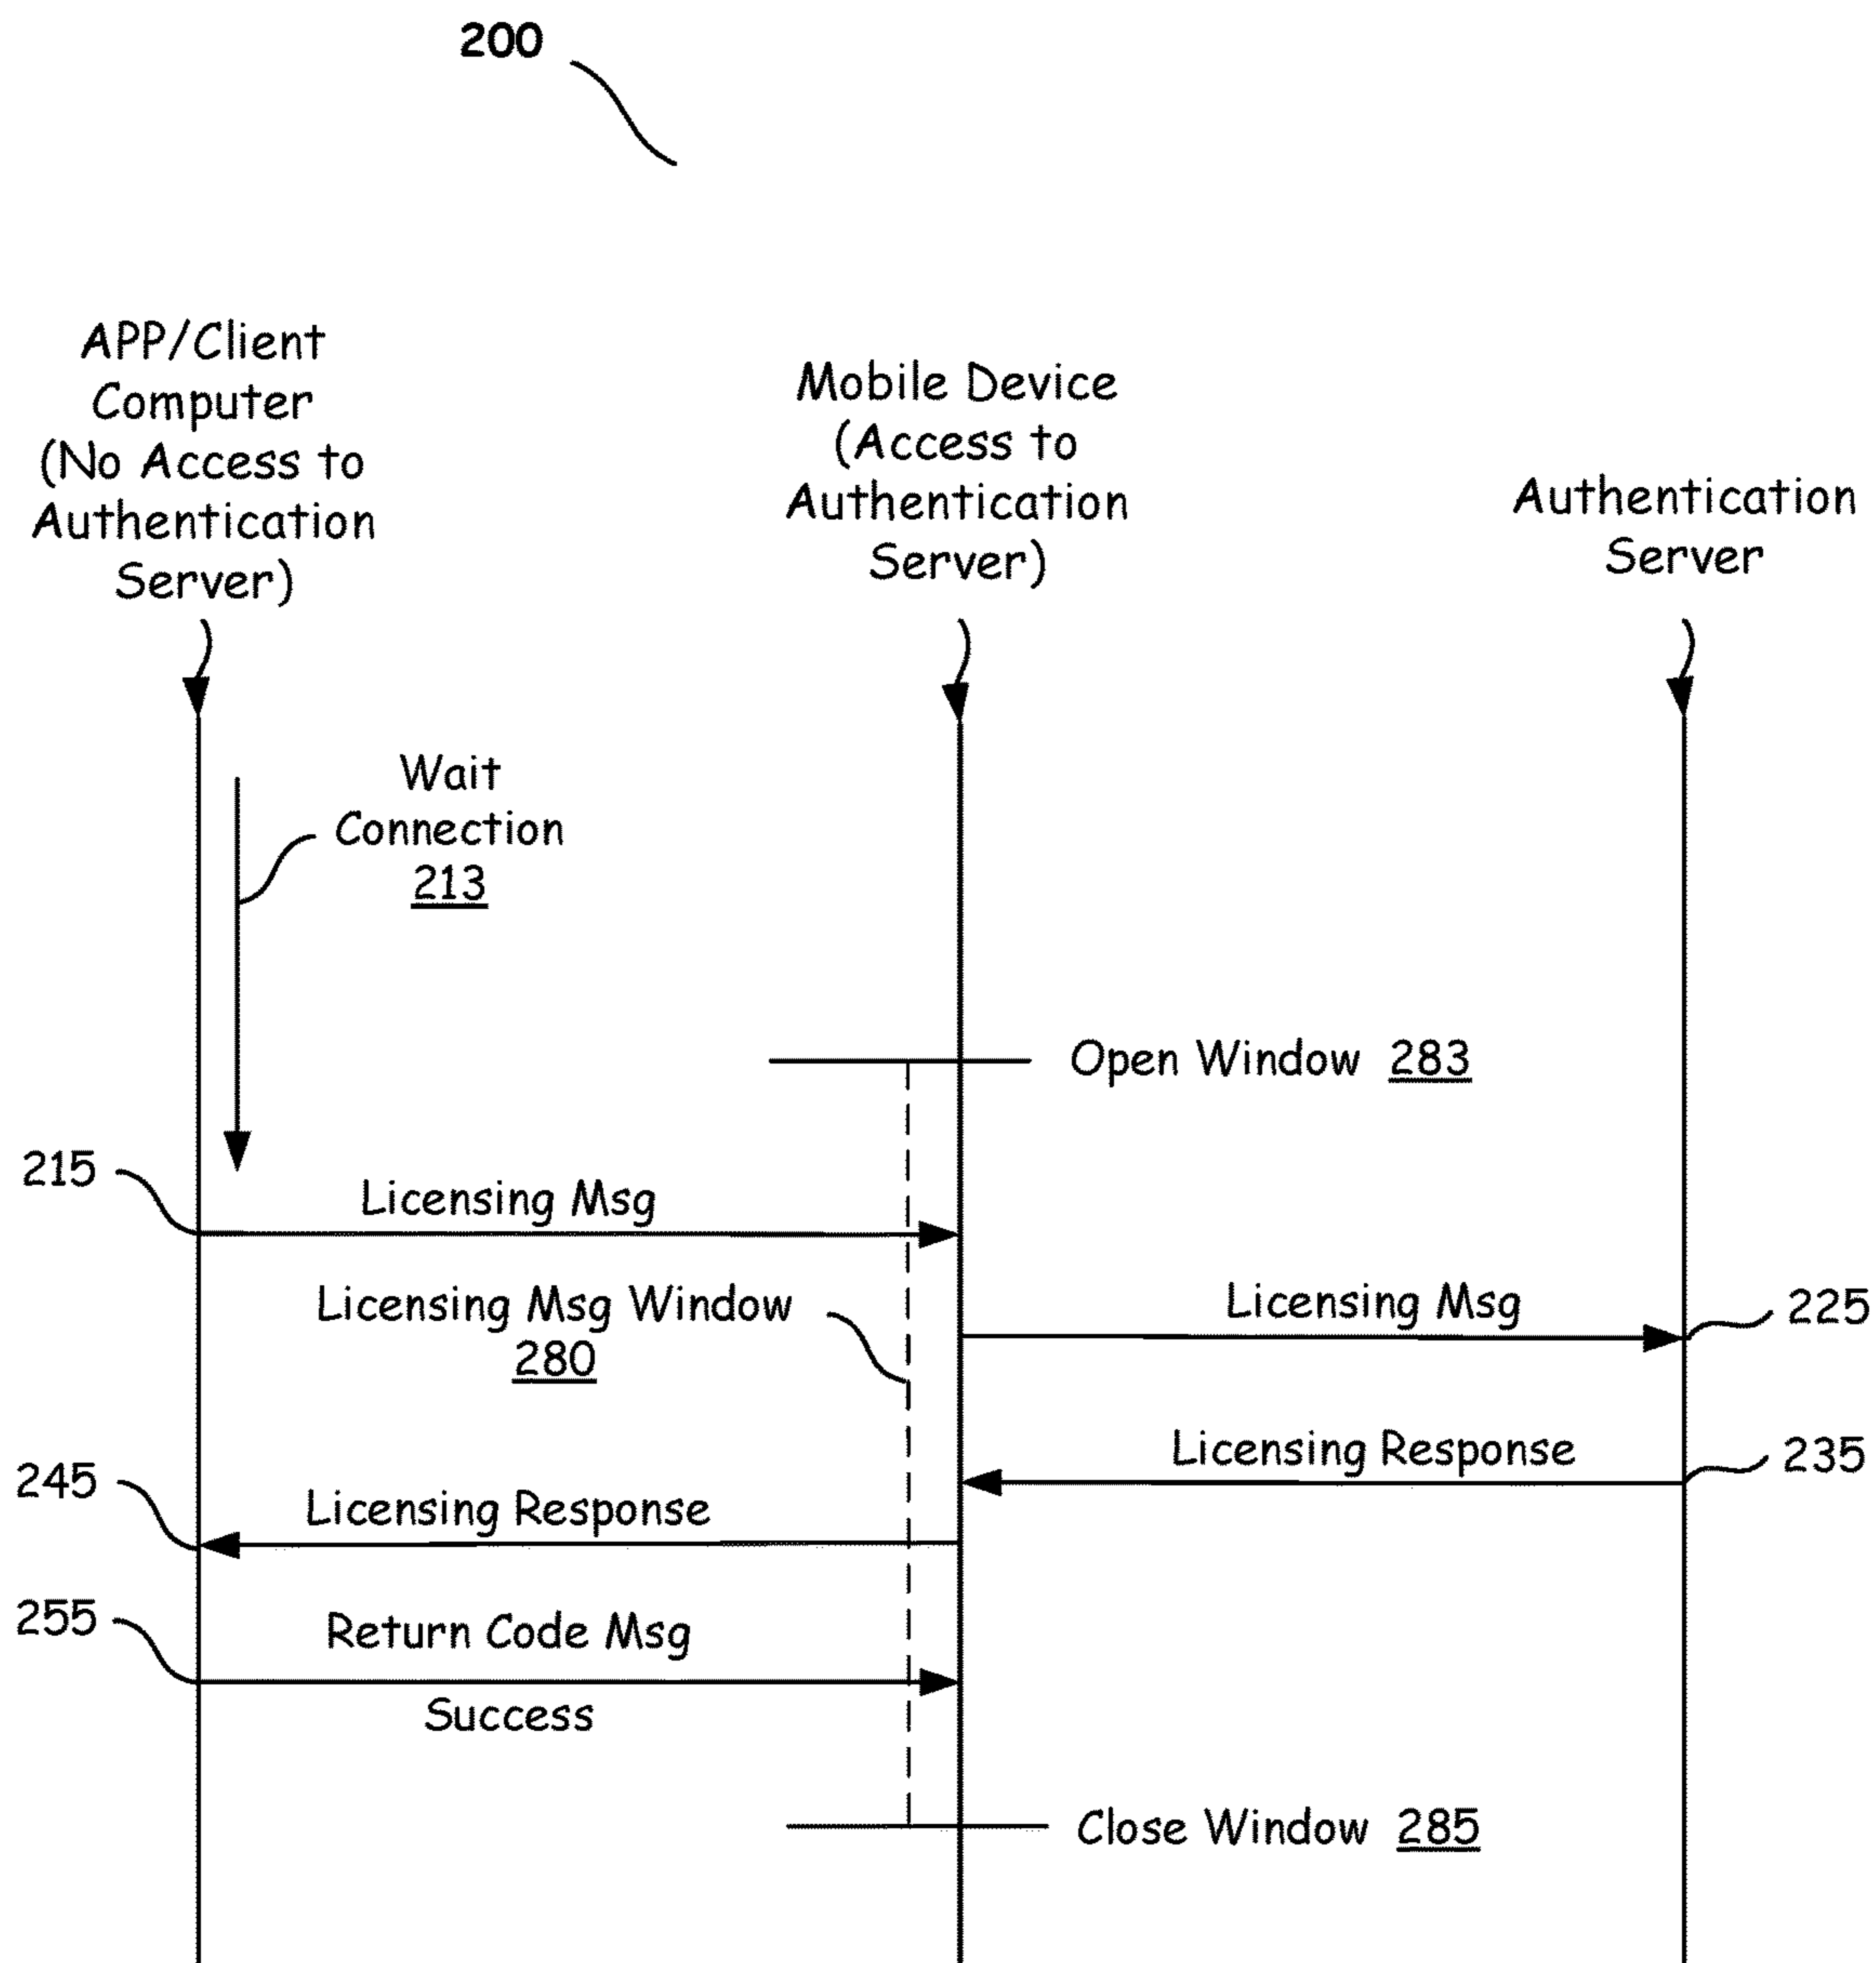 200
APP/Client
Computer
(No Access to
Authentication
Server)
Mobile Device
(Access to
Authentication
Server)
Authentication
Server
Wait
Connection
213
Open Window 283
215
Licensing Msg
Licensing Msg Window
280
Licensing Msg
225
Licensing Response
235
245
Licensing Response
255
Return Code Msg
Success
Close Window 285